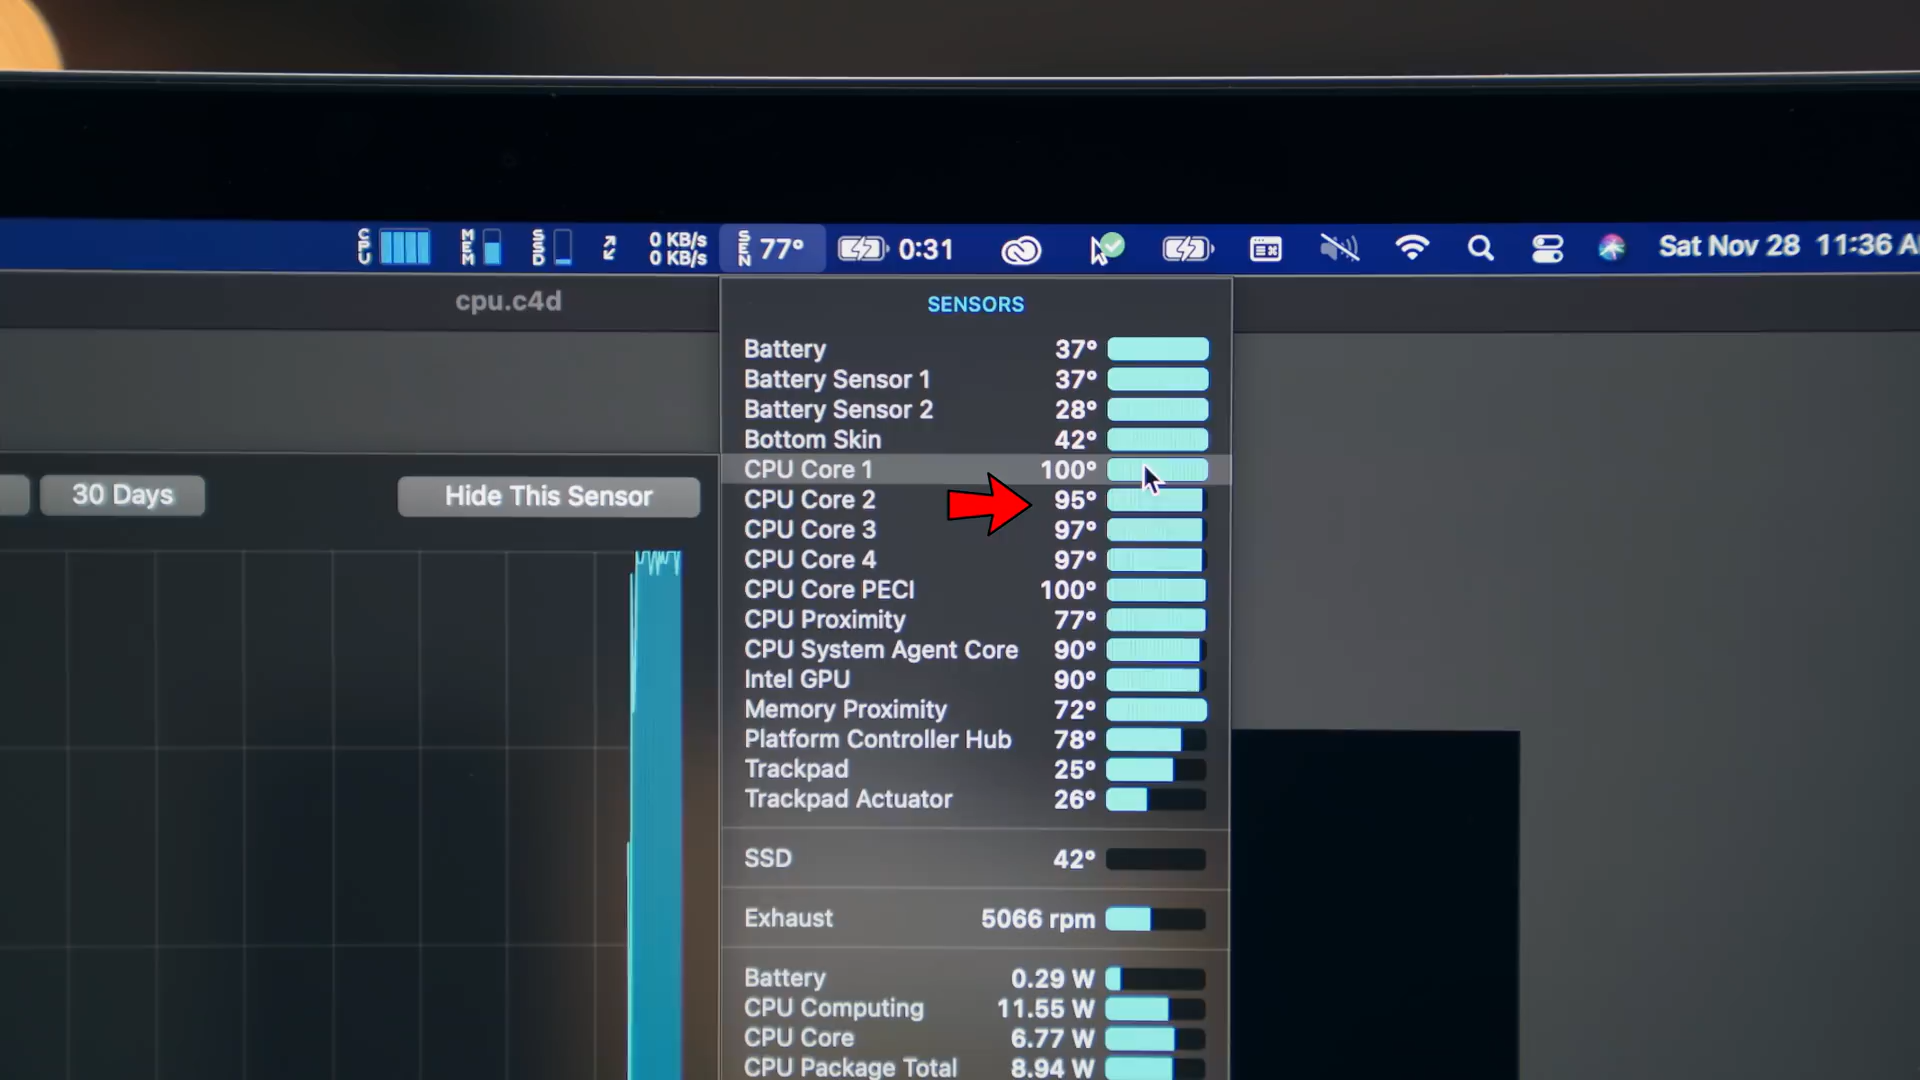 CPU MEM SSD 0 KB/s 0 KB/s SEN 77° 0:31 Sat Nov 28 11:36 A
cpu.c4d
SENSORS
Battery 37°
Battery Sensor 1 37°
Battery Sensor 2 28°
Bottom Skin 42°
CPU Core 1 100°
30 Days Hide This Sensor
CPU Core 2 95°
CPU Core 3 97°
CPU Core 4 97°
CPU Core PECI 100°
CPU Proximity 77°
CPU System Agent Core 90°
Intel GPU 90°
Memory Proximity 72°
Platform Controller Hub 78°
Trackpad 25°
Trackpad Actuator 26°
SSD 42°
Exhaust 5066 rpm
Battery 0.29 W
CPU Computing 11.55 W
CPU Core 6.77 W
CPU Package Total 8.94 W